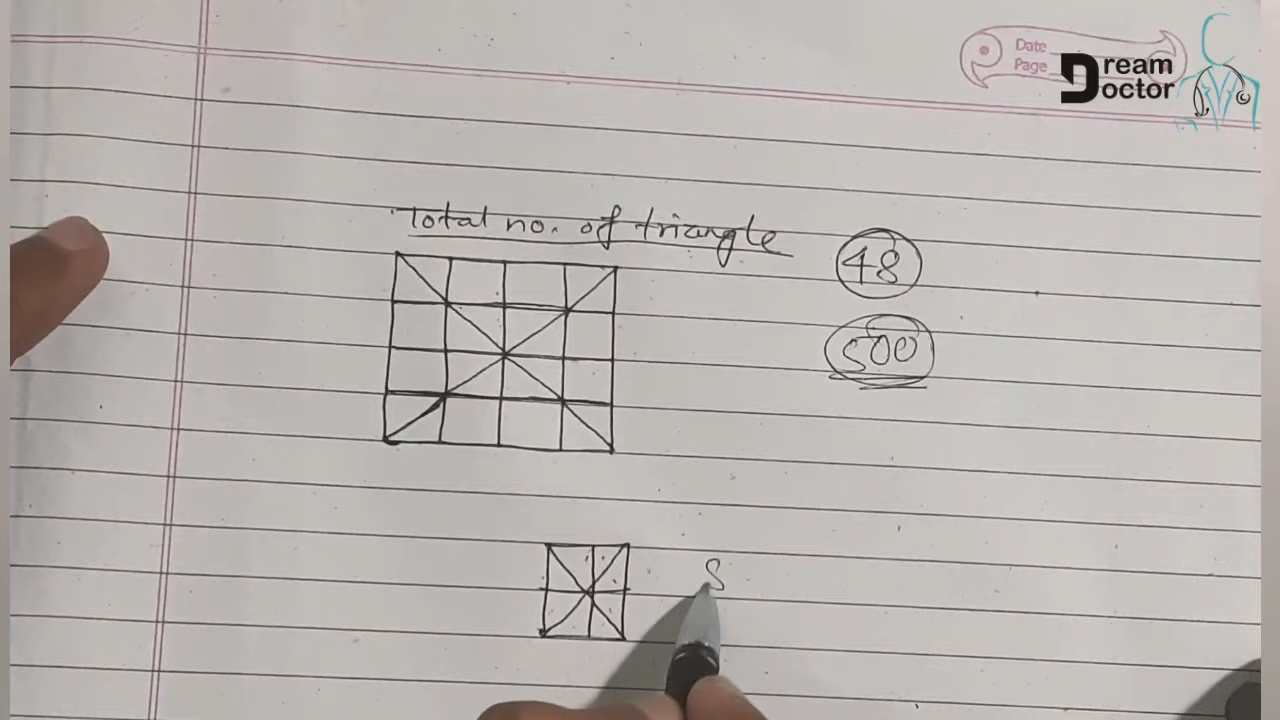 Date
Page
Dream
Doctor
Total no. of triangle
48
500
8